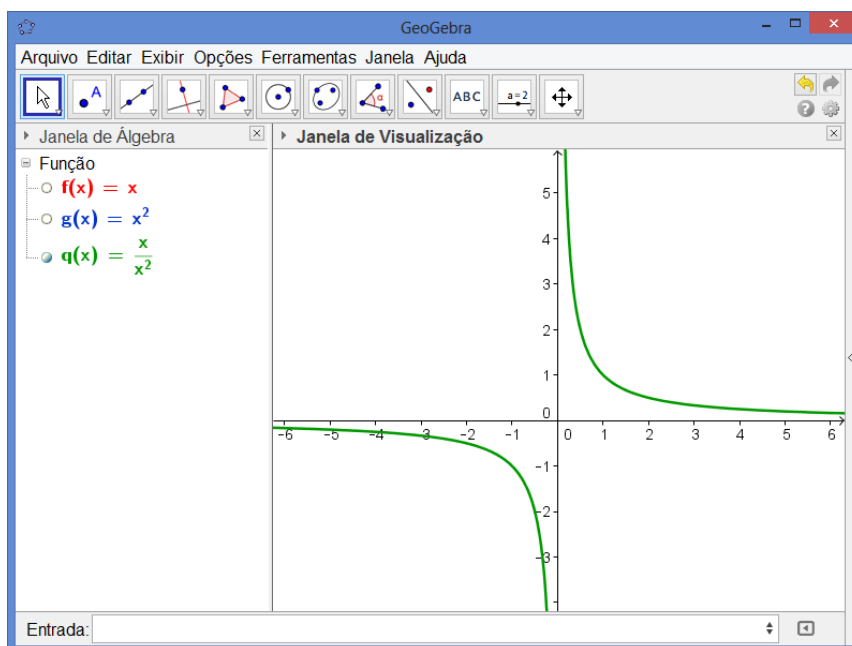 GeoGebra
Arquivo Editar Exibir Opções Ferramentas Janela Ajuda
A
α
ABC
a=2
Janela de Álgebra
Janela de Visualização
Função
f(x) = x
g(x) = x²
q(x) = x/x²
5
4
3
2
1
0
-6 -5 -4 -3 -2 -1 0 1 2 3 4 5 6
-1
-2
-3
Entrada: